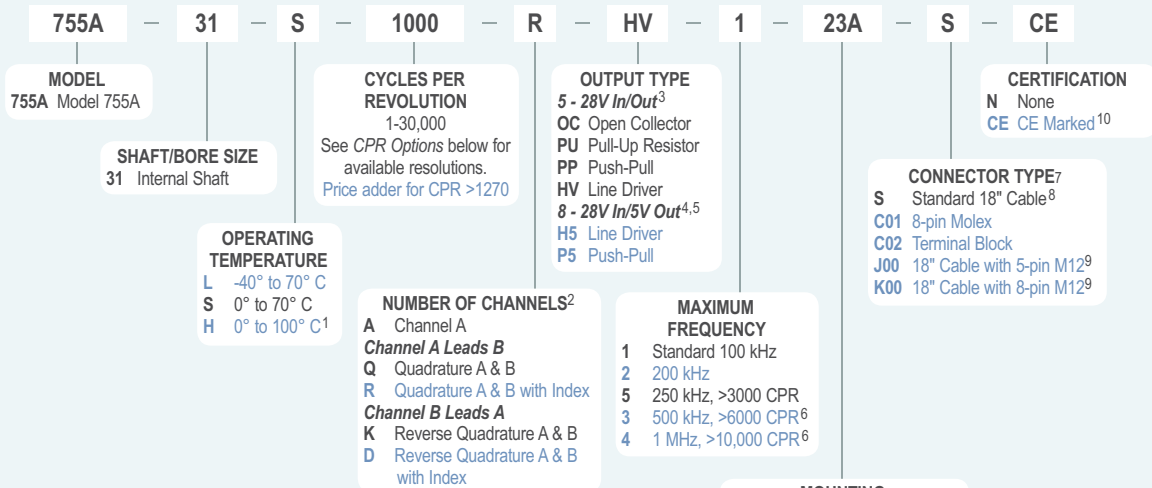 755A — 31 — S — 1000 — R — HV — 1 — 23A — S — CE
MODEL
755A Model 755A
SHAFT/BORE SIZE
31 Internal Shaft
OPERATING
TEMPERATURE
L -40° to 70° C
S 0° to 70° C
H 0° to 100° C1
CYCLES PER
REVOLUTION
1-30,000
See CPR Options below for
available resolutions.
Price adder for CPR >1270
NUMBER OF CHANNELS2
A Channel A
Channel A Leads B
Q Quadrature A & B
R Quadrature A & B with Index
Channel B Leads A
K Reverse Quadrature A & B
D Reverse Quadrature A & B
with Index
OUTPUT TYPE
5 - 28V In/Out3
OC Open Collector
PU Pull-Up Resistor
PP Push-Pull
HV Line Driver
8 - 28V In/5V Out4,5
H5 Line Driver
P5 Push-Pull
MAXIMUM
FREQUENCY
1 Standard 100 kHz
2 200 kHz
5 250 kHz, >3000 CPR
3 500 kHz, >6000 CPR6
4 1 MHz, >10,000 CPR6
MOUNTING
CONNECTOR TYPE7
S Standard 18" Cable8
C01 8-pin Molex
C02 Terminal Block
J00 18" Cable with 5-pin M129
K00 18" Cable with 8-pin M129
CERTIFICATION
N None
CE CE Marked10